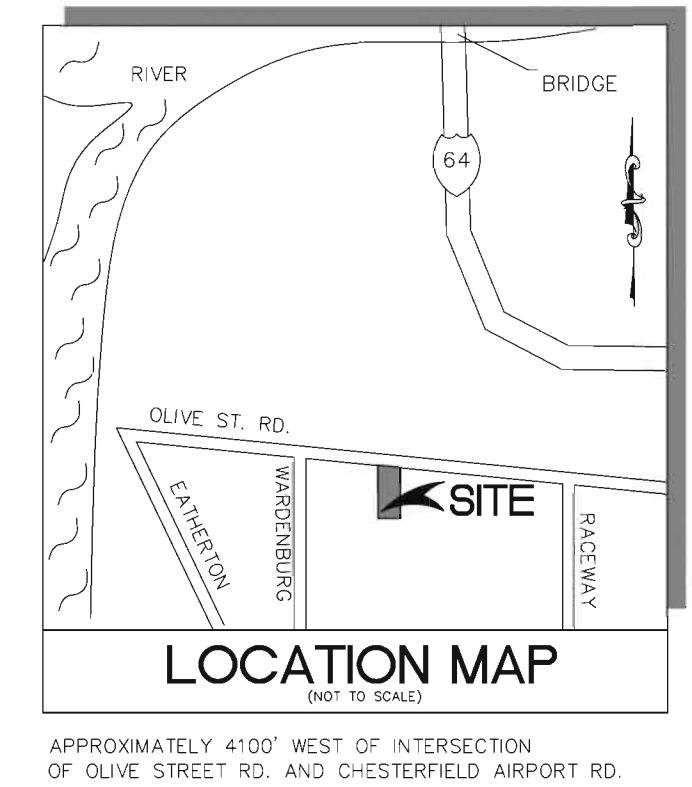 RIVER
BRIDGE
64
OLIVE ST. RD.
EATHERTON
WARDENBURG
SITE
RACEWAY
LOCATION MAP
(NOT TO SCALE)
APPROXIMATELY 4100' WEST OF INTERSECTION
OF OLIVE STREET RD. AND CHESTERFIELD AIRPORT RD.